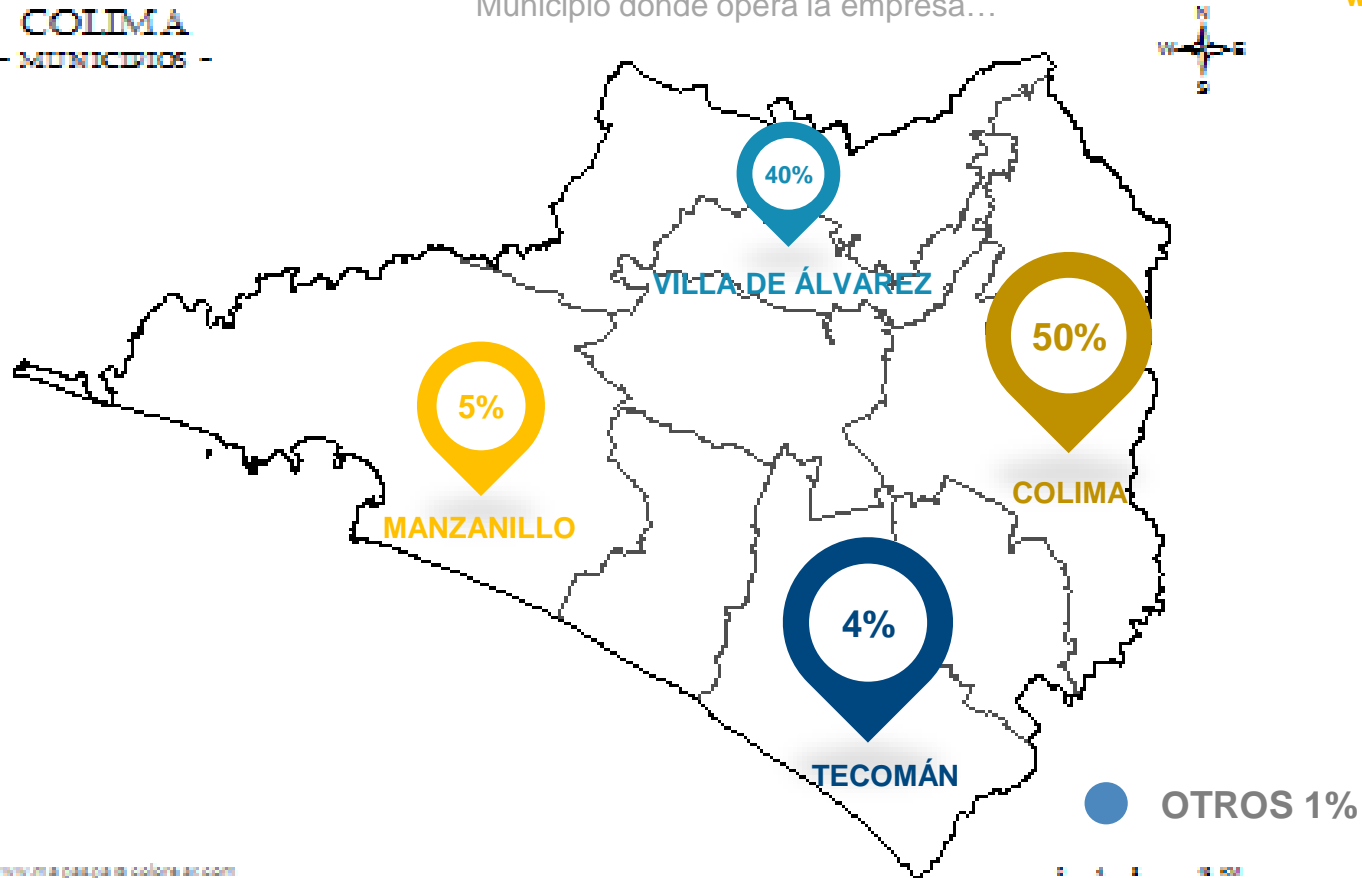 COLIMA
- MUNICIPIOS -
Municipio donde opera la empresa…
N
W E
S
40%
VILLA DE ÁLVAREZ
50%
COLIMA
5%
MANZANILLO
4%
TECOMÁN
OTROS 1%